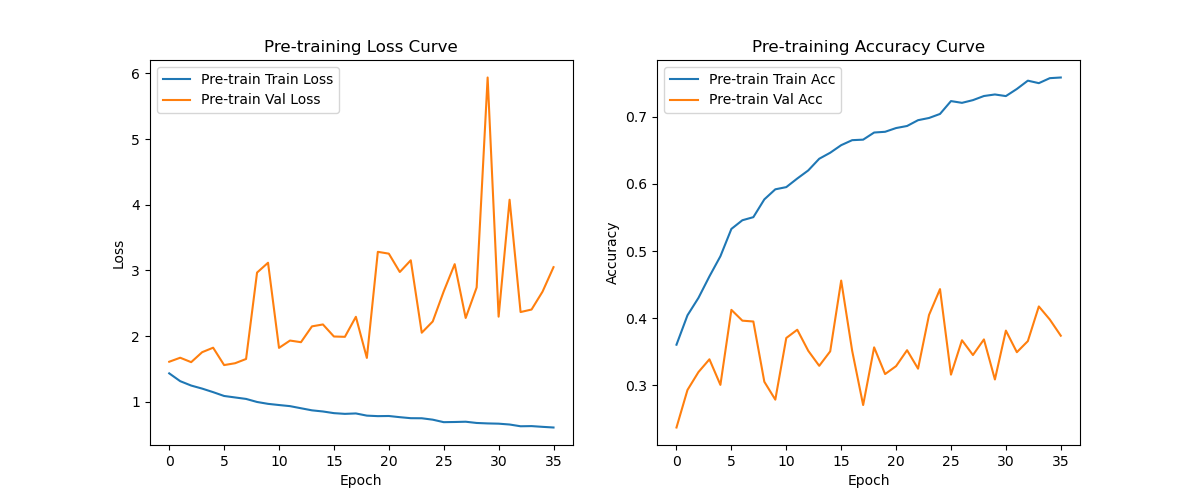 Pre-training Loss Curve
Pre-train Train Loss
Pre-train Val Loss
6
5
4
3
2
1
Loss
0 5 10 15 20 25 30 35
Epoch
Pre-training Accuracy Curve
Pre-train Train Acc
Pre-train Val Acc
0.7
0.6
0.5
0.4
0.3
Accuracy
0 5 10 15 20 25 30 35
Epoch